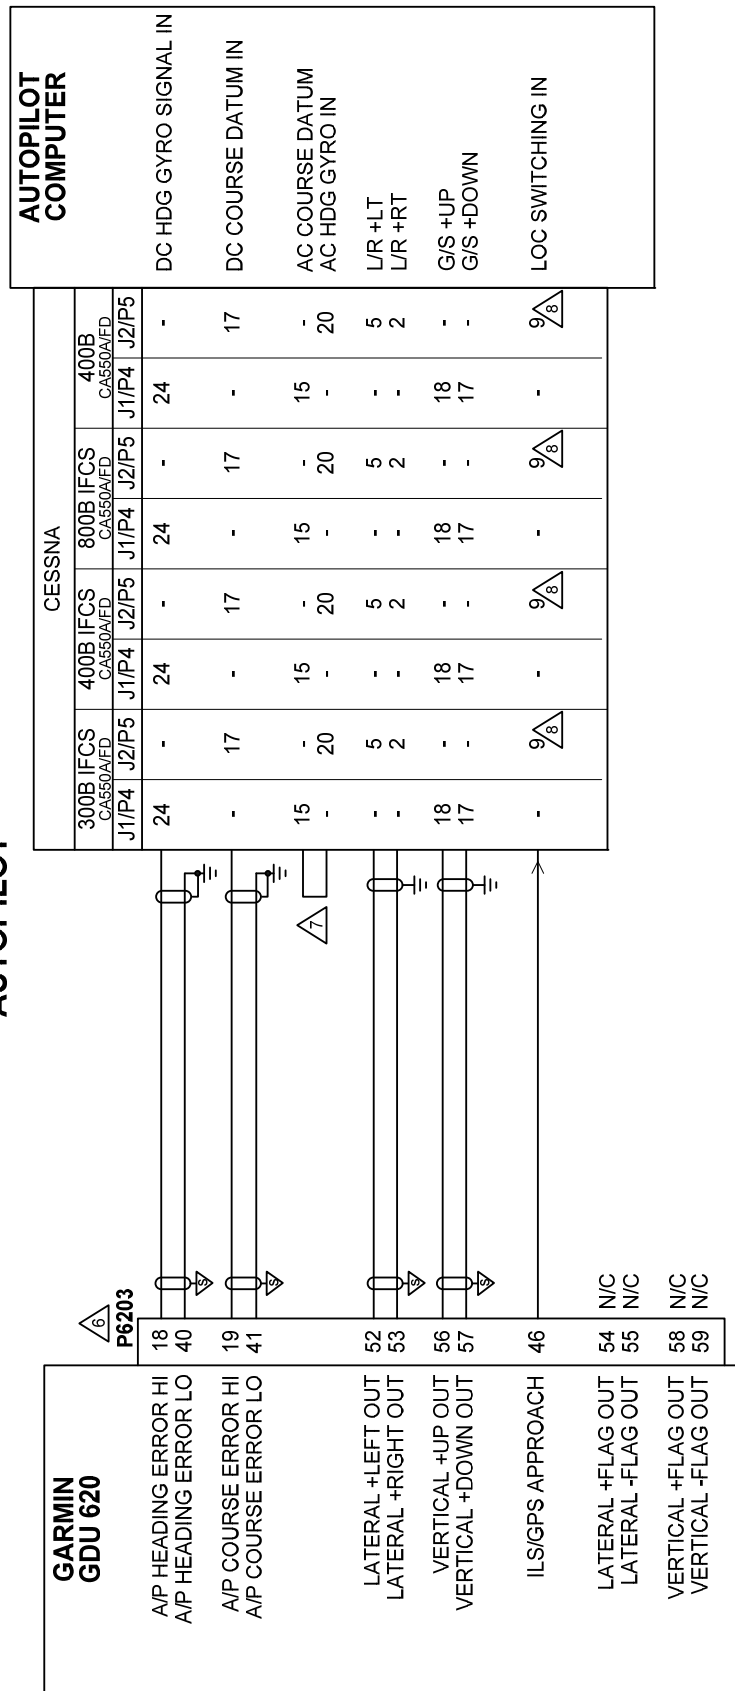 AUTOPILOT
GARMIN
GDU 620
6
P6203
A/P HEADING ERROR HI 18
A/P HEADING ERROR LO 40
A/P COURSE ERROR HI 19
A/P COURSE ERROR LO 41
LATERAL +LEFT OUT 52
LATERAL +RIGHT OUT 53
VERTICAL +UP OUT 56
VERTICAL +DOWN OUT 57
ILS/GPS APPROACH 46
LATERAL +FLAG OUT 54 N/C
LATERAL -FLAG OUT 55 N/C
VERTICAL +FLAG OUT 58 N/C
VERTICAL -FLAG OUT 59 N/C
S
S
S
S
7
CESSNA
300B IFCS 400B IFCS 800B IFCS 400B
CA550A/FD CA550A/FD CA550A/FD CA550A/FD
J1/P4 J2/P5 J1/P4 J2/P5 J1/P4 J2/P5 J1/P4 J2/P5
AUTOPILOT
COMPUTER
24 - 24 - 24 - 24 - DC HDG GYRO SIGNAL IN
- 17 - 17 - 17 - 17 DC COURSE DATUM IN
15 - 15 - 15 - 15 - AC COURSE DATUM
- 20 - 20 - 20 - 20 AC HDG GYRO IN
- 5 - 5 - 5 - 5 L/R +LT
- 2 - 2 - 2 - 2 L/R +RT
18 - 18 - 18 - 18 - G/S +UP
17 - 17 - 17 - 17 - G/S +DOWN
- 9 8 - 9 8 - 9 8 - 9 8 LOC SWITCHING IN